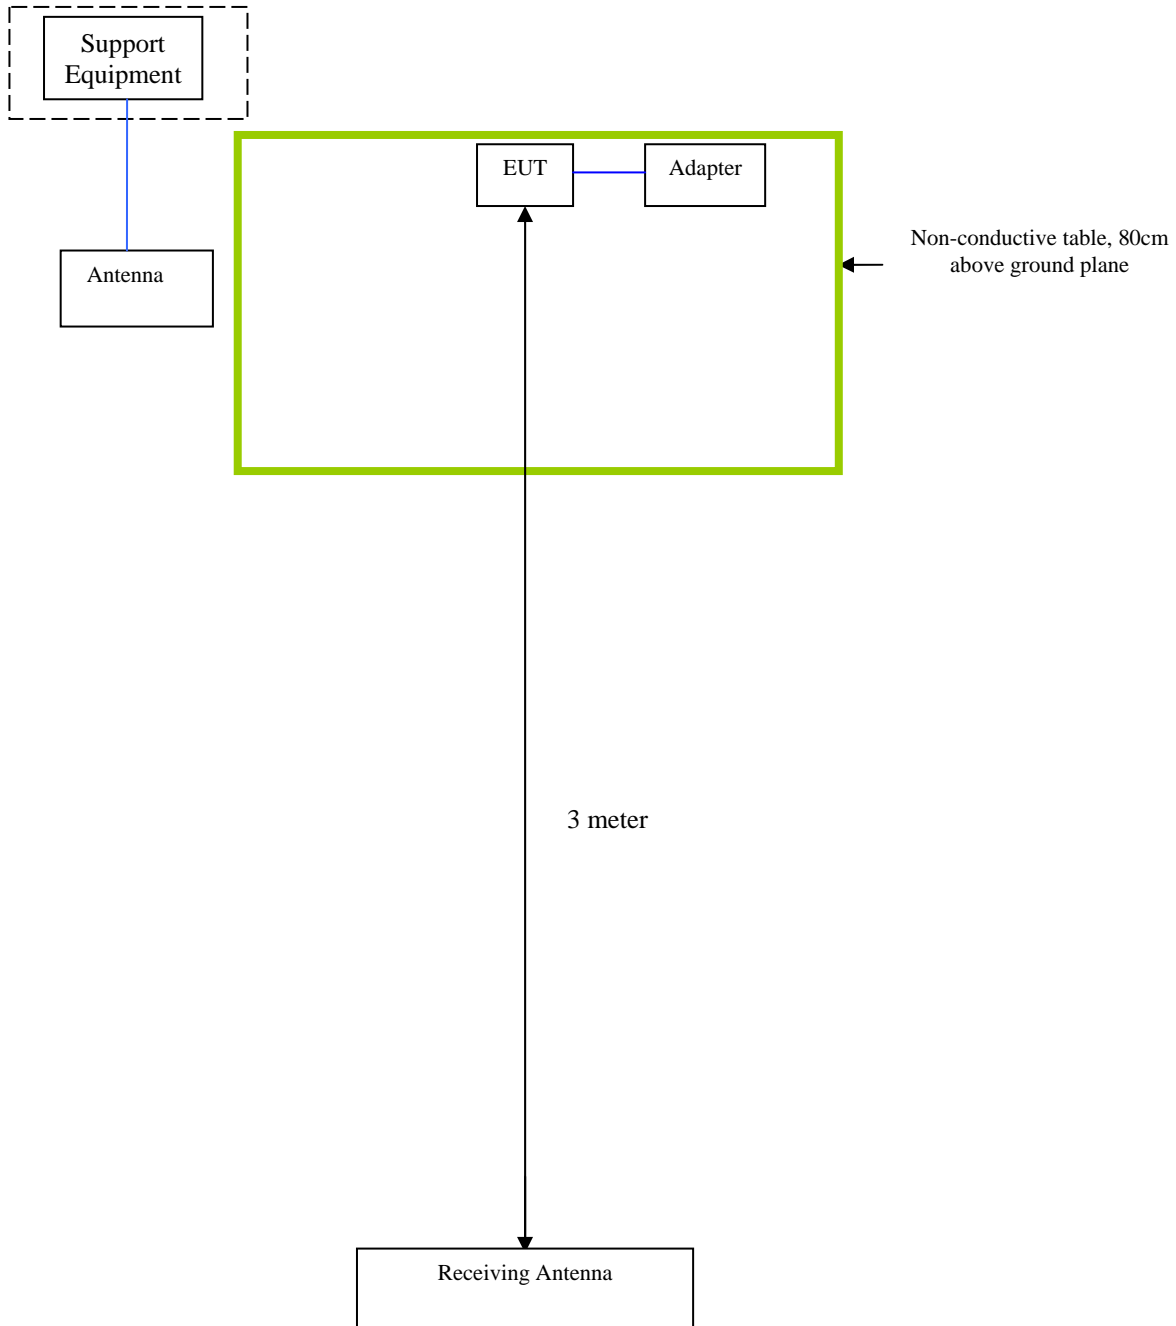 Support
Equipment
EUT
Adapter
Antenna
Non-conductive table, 80cm
above ground plane
3 meter
Receiving Antenna